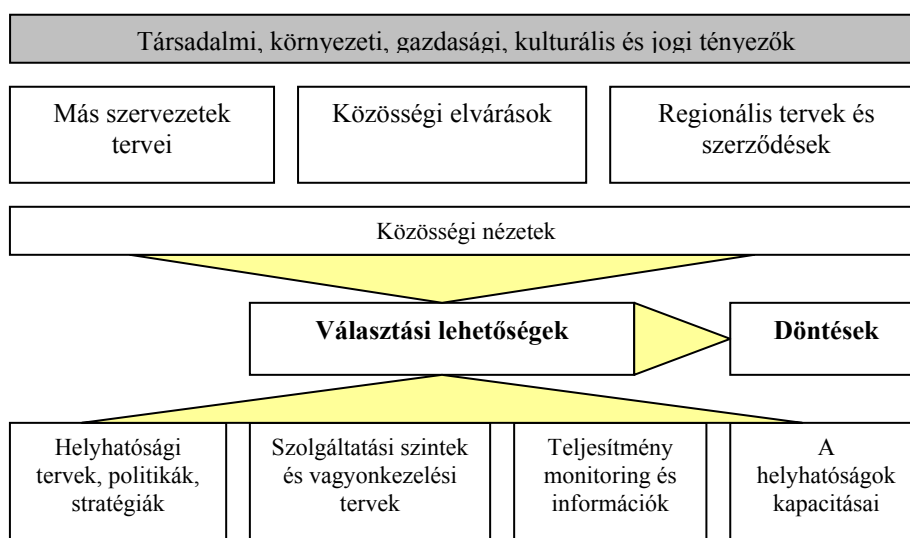 Társadalmi, környezeti, gazdasági, kulturális és jogi tényezők
Más szervezetek
tervei
Közösségi elvárások
Regionális tervek és
szerződések
Közösségi nézetek
Választási lehetőségek
Döntések
Helyhatósági
tervek, politikák,
stratégiák
Szolgáltatási szintek
és vagyonkezelési
tervek
Teljesítmény
monitoring és
információk
A
helyhatóságok
kapacitásai